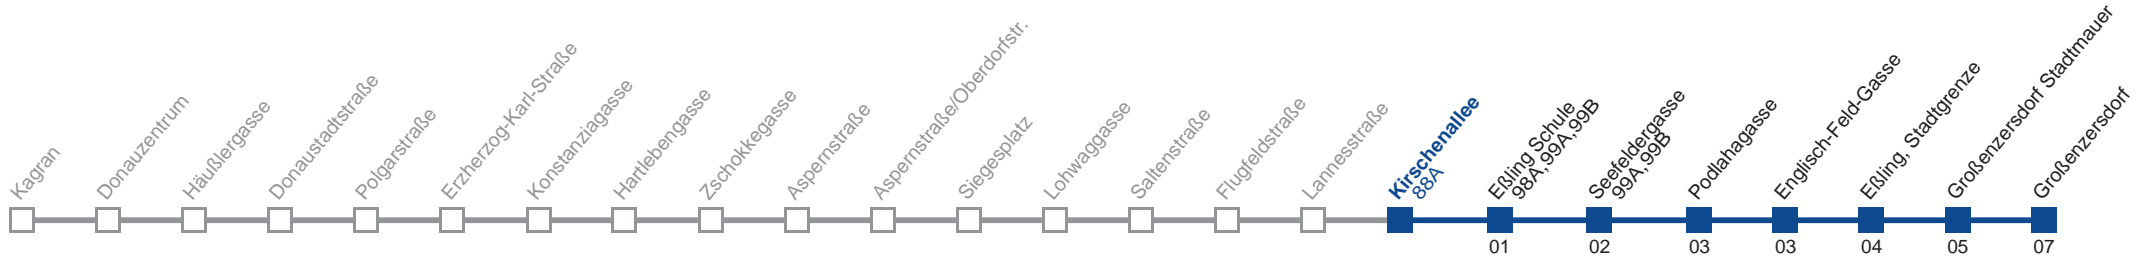 Kagran
Donauzentrum
Häußlergasse
Donaustadtstraße
Polgarstraße
Erzherzog-Karl-Straße
Konstanziagasse
Hartlebengasse
Zschokkegasse
Aspernstraße
Aspernstraße/Oberdorfstr.
Siegesplatz
Lohwaggasse
Saltenstraße
Flugfeldstraße
Lannesstraße
Kirschenallee
88A
Eßling Schule
98A,99A,99B
Seefeldergasse
99A,99B
Podlahagasse
Englisch-Feld-Gasse
Eßling, Stadtgrenze
Großenzersdorf Stadtmauer
Großenzersdorf
01 02 03 03 04 05 07